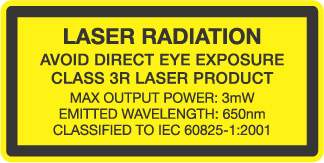 LASER RADIATION
AVOID DIRECT EYE EXPOSURE
CLASS 3R LASER PRODUCT
MAX OUTPUT POWER: 3mW
EMITTED WAVELENGTH: 650nm
CLASSIFIED TO IEC 60825-1:2001